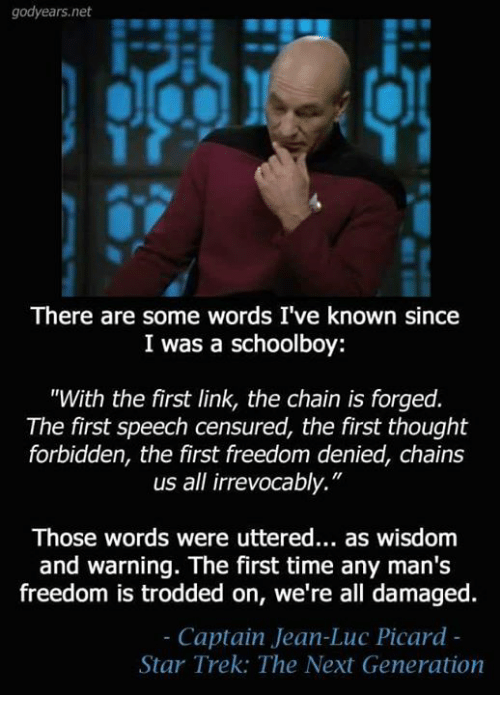 godyears.net
There are some words I've known since
I was a schoolboy:
"With the first link, the chain is forged.
The first speech censured, the first thought
forbidden, the first freedom denied, chains
us all irrevocably."
Those words were uttered... as wisdom
and warning. The first time any man's
freedom is trodded on, we're all damaged.
- Captain Jean-Luc Picard -
Star Trek: The Next Generation